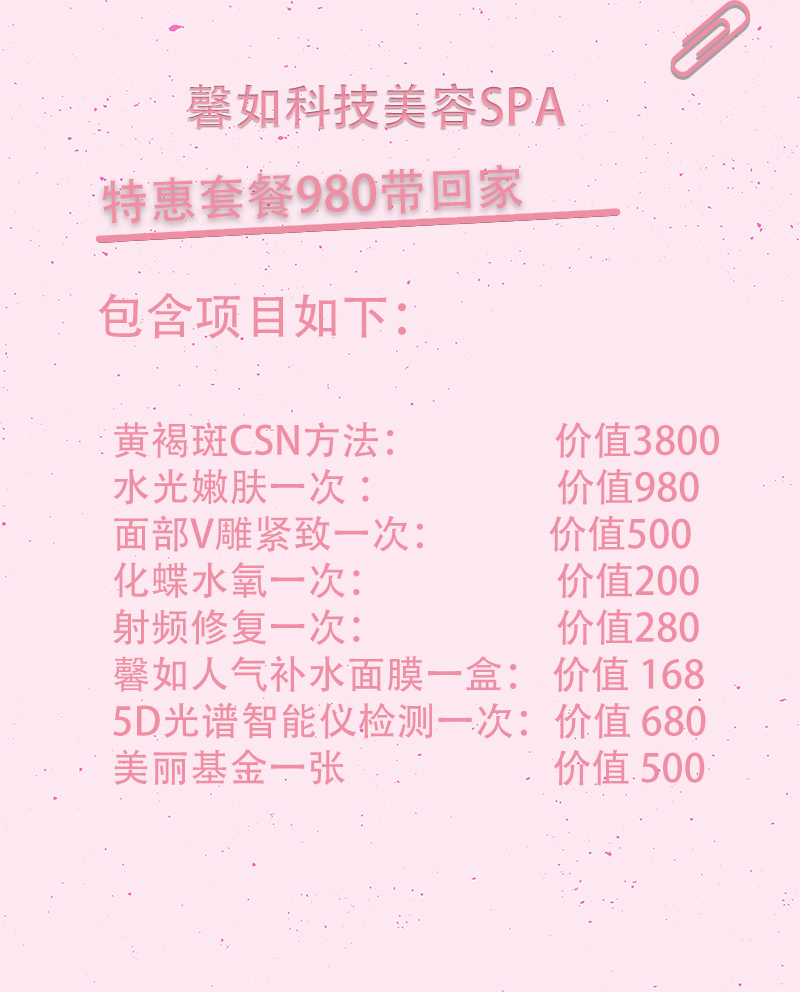 馨如科技美容SPA
特惠套餐980带回家
包含项目如下：
黄褐斑CSN方法： 价值3800
水光嫩肤一次 ： 价值980
面部V雕紧致一次： 价值500
化蝶水氧一次： 价值200
射频修复一次： 价值280
馨如人气补水面膜一盒： 价值 168
5D光谱智能仪检测一次： 价值 680
美丽基金一张 价值 500